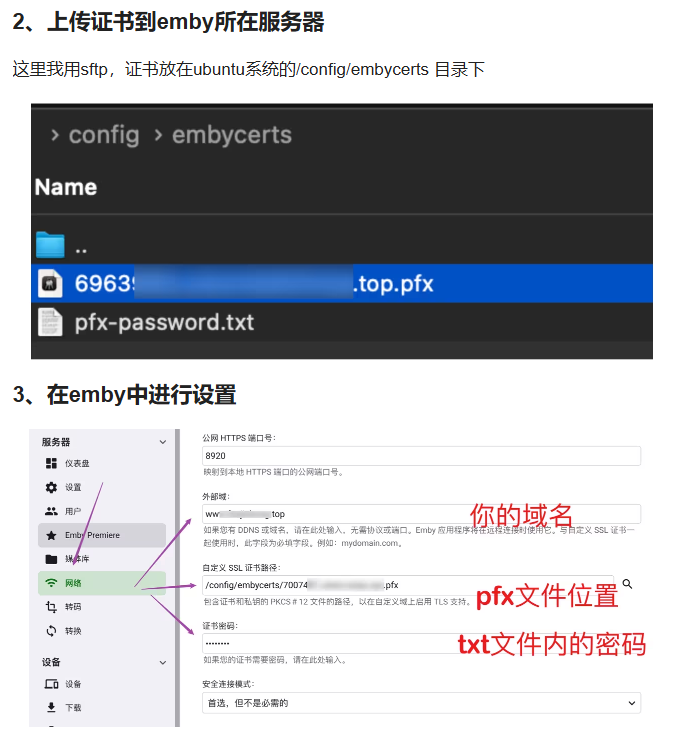 2、上传证书到emby所在服务器
这里我用sftp，证书放在ubuntu系统的/config/embycerts 目录下
› config › embycerts
Name
..
6963 .top.pfx
pfx-password.txt
3、在emby中进行设置
服务器
仪表盘
设置
用户
Emby Premiere
媒体库
网络
转码
转换
设备
设备
下载
公网 HTTPS 端口号：
8920
映射到本地 HTTPS 端口的公网端口号。
外部域：
ww top
你的域名
如果您有 DDNS 或域名，请在此处输入，无需协议或端口。Emby 应用程序将在远程连接时使用它。与自定义 SSL 证书一
起使用时，此字段为必填字段。例如：mydomain.com。
自定义 SSL 证书路径：
/config/embycerts/70074 .pfx
pfx文件位置
包含证书和私钥的 PKCS # 12 文件的路径，以在自定义域上启用 TLS 支持。
证书密码：
········
txt文件内的密码
如果您的证书需要密码，请在此处输入。
安全连接模式：
首选，但不是必需的